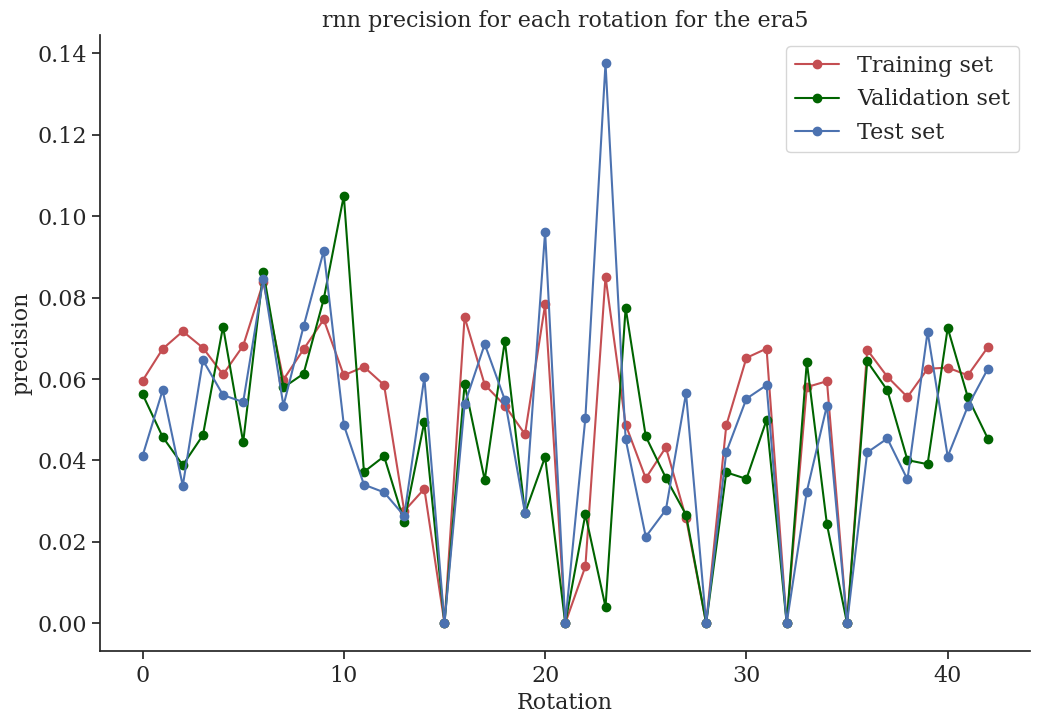 rnn precision for each rotation for the era5
Training set
Validation set
Test set
precision
0.14
0.12
0.10
0.08
0.06
0.04
0.02
0.00
0 10 20 30 40
Rotation